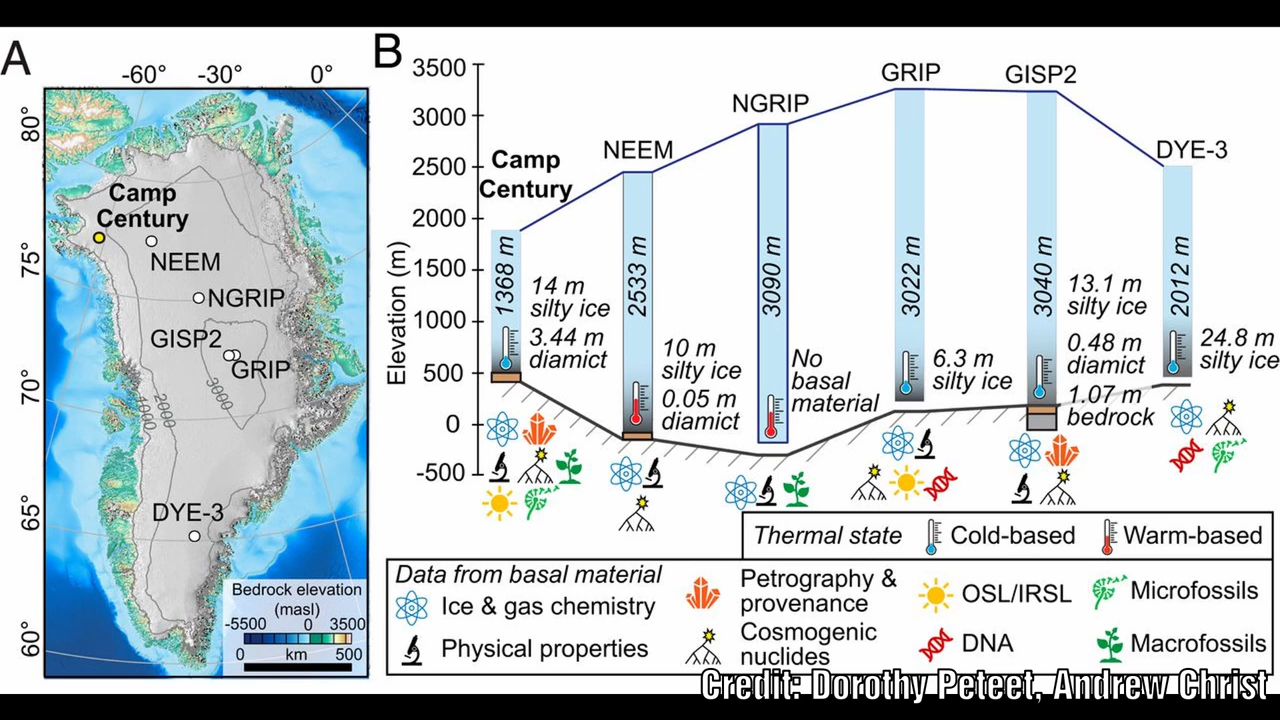 A
-60° -30° 0°
80°
75°
70°
65°
60°
Camp
Century
NEEM
NGRIP
GISP2
GRIP
3000
1000
2000
DYE-3
Bedrock elevation
(masl)
-5500 0 3500
0 km 500
B
Elevation (m)
3500
3000
2500
2000
1500
1000
500
0
-500
Camp
Century
NEEM
NGRIP
GRIP
GISP2
DYE-3
1368 m
14 m
silty ice
3.44 m
diamict
2533 m
10 m
silty ice
0.05 m
diamict
3090 m
No
basal
material
3022 m
6.3 m
silty ice
3040 m
13.1 m
silty ice
0.48 m
diamict
1.07 m
bedrock
2012 m
24.8 m
silty ice
Thermal state Cold-based Warm-based
Data from basal material
Ice & gas chemistry
Physical properties
Petrography &
provenance
Cosmogenic
nuclides
OSL/IRSL
DNA
Microfossils
Macrofossils
Credit: Dorothy Peteet, Andrew Christ